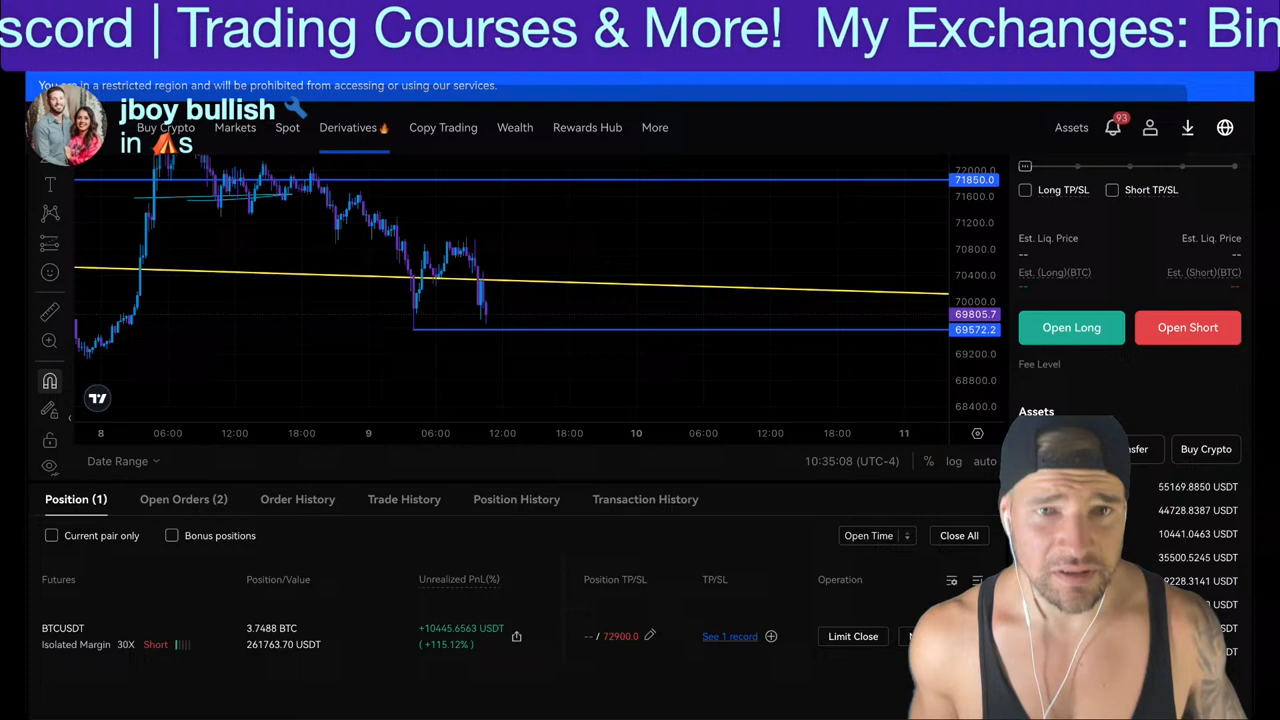 scord | Trading Courses & More!  My Exchanges: Bin
You are in a restricted region and will be prohibited from accessing or using our services.
jboy bullish 🔧
in ⛺s
Buy Crypto
Markets
Spot
Derivatives🔥
Copy Trading
Wealth
Rewards Hub
More
Assets
93
72000.0
71850.0
71600.0
71200.0
70800.0
70400.0
70000.0
69805.7
69572.2
69200.0
68800.0
68400.0
8
06:00
12:00
18:00
9
06:00
12:00
18:00
10
06:00
12:00
18:00
11
Date Range
10:35:08 (UTC-4)
%
log
auto
Long TP/SL
Short TP/SL
Est. Liq. Price
Est. Liq. Price
--
--
Est. (Long)(BTC)
Est. (Short)(BTC)
--
--
Open Long
Open Short
Fee Level
Assets
nsfer
Buy Crypto
55169.8850 USDT
44728.8387 USDT
10441.0463 USDT
35500.5245 USDT
9228.3141 USDT
USDT
USDT
USDT
USDT
Position (1)
Open Orders (2)
Order History
Trade History
Position History
Transaction History
Current pair only
Bonus positions
Open Time
Close All
Futures
Position/Value
Unrealized PnL(%)
Position TP/SL
TP/SL
Operation
BTCUSDT
Isolated Margin 30X Short
3.7488 BTC
261763.70 USDT
+10445.6563 USDT
( +115.12% )
-- / 72900.0
See 1 record
Limit Close